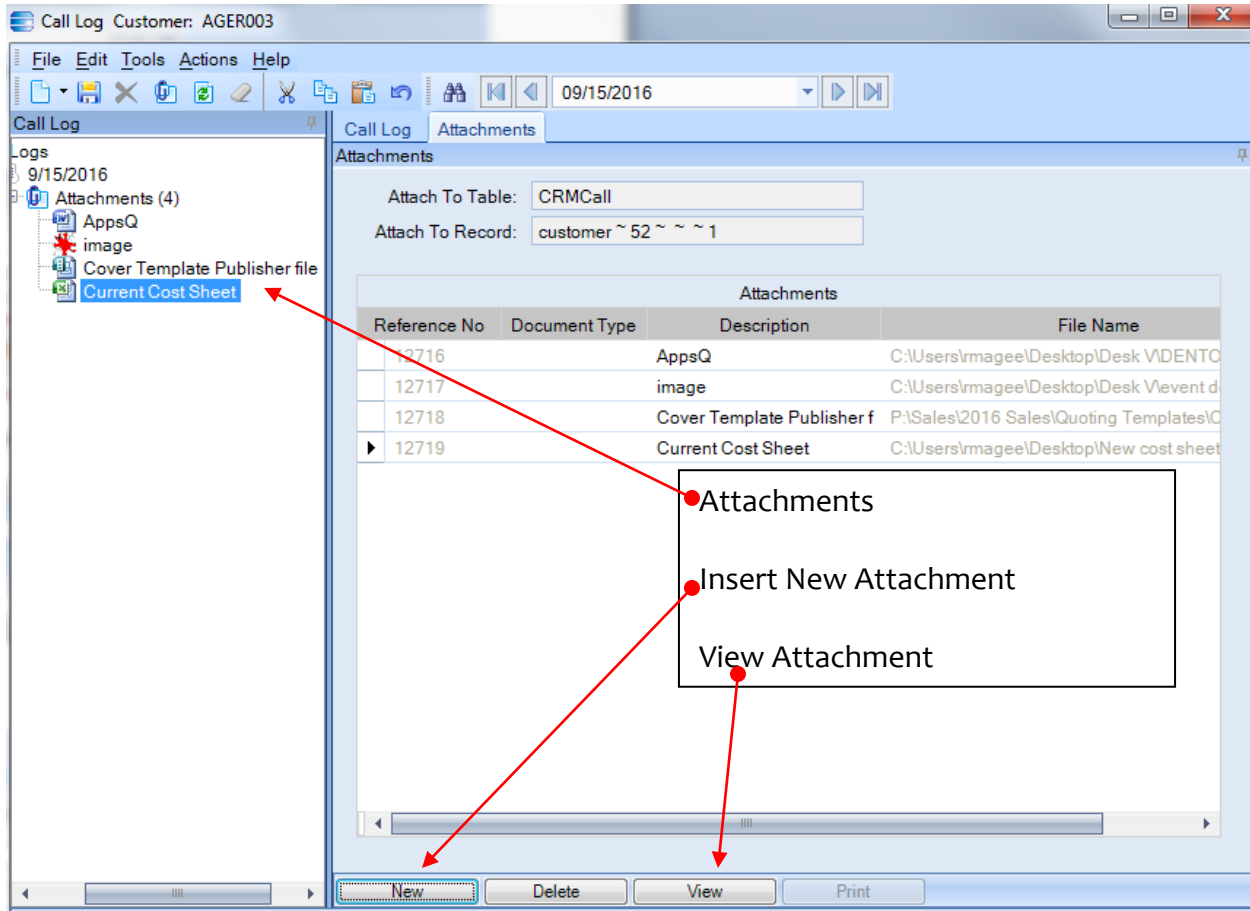 Call Log Customer: AGER003
File Edit Tools Actions Help
09/15/2016
Call Log
Logs
9/15/2016
Attachments (4)
AppsQ
image
Cover Template Publisher file
Current Cost Sheet
Call Log Attachments
Attachments
Attach To Table: CRMCall
Attach To Record: customer ~ 52 ~ ~ ~ 1
Attachments
Reference No Document Type Description File Name
12716 AppsQ C:\Users\rmagee\Desktop\Desk V\DENTO
12717 image C:\Users\rmagee\Desktop\Desk V\event d
12718 Cover Template Publisher f P:\Sales\2016 Sales\Quoting Templates\C
12719 Current Cost Sheet C:\Users\rmagee\Desktop\New cost sheet
Attachments
Insert New Attachment
View Attachment
New Delete View Print